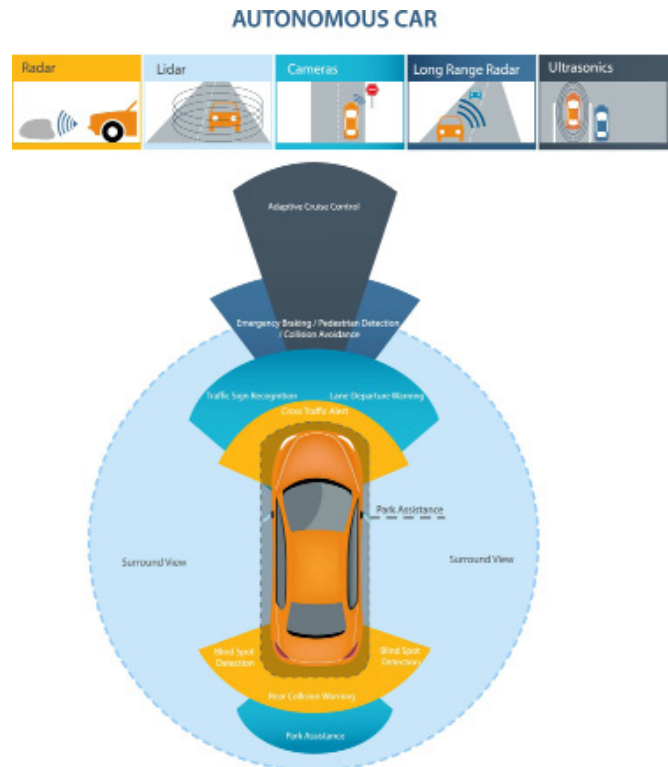 AUTONOMOUS CAR
Radar
Lidar
Cameras
Long Range Radar
Ultrasonics
Adaptive Cruise Control
Emergency Braking / Pedestrian Detection
/ Collision Avoidance
Traffic Sign Recognition
Lane Departure Warning
Cross Traffic Alert
Park Assistance
Surround View
Surround View
Blind Spot
Detection
Blind Spot
Detection
Rear Collision Warning
Park Assistance